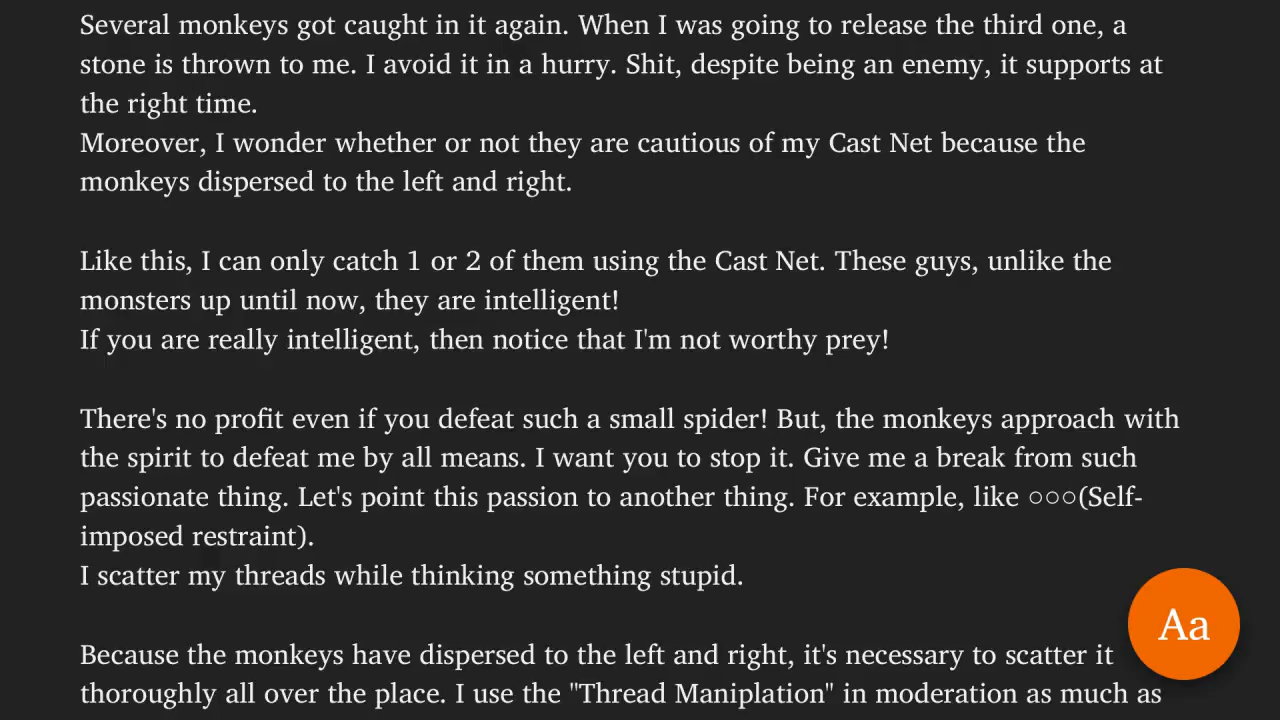 Several monkeys got caught in it again. When I was going to release the third one, a
stone is thrown to me. I avoid it in a hurry. Shit, despite being an enemy, it supports at
the right time.
Moreover, I wonder whether or not they are cautious of my Cast Net because the
monkeys dispersed to the left and right.
Like this, I can only catch 1 or 2 of them using the Cast Net. These guys, unlike the
monsters up until now, they are intelligent!
If you are really intelligent, then notice that I'm not worthy prey!
There's no profit even if you defeat such a small spider! But, the monkeys approach with
the spirit to defeat me by all means. I want you to stop it. Give me a break from such
passionate thing. Let's point this passion to another thing. For example, like ○○○(Self-
imposed restraint).
I scatter my threads while thinking something stupid.
Because the monkeys have dispersed to the left and right, it's necessary to scatter it
thoroughly all over the place. I use the "Thread Maniplation" in moderation as much as
Aa